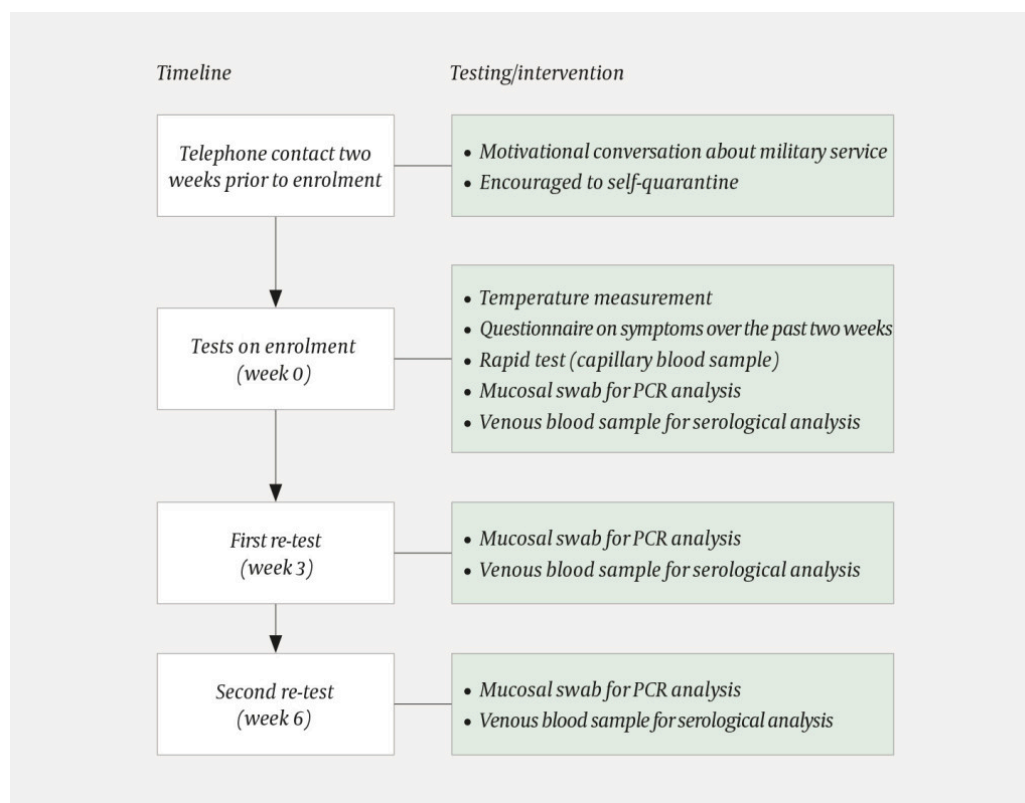 Timeline
Testing/intervention
Telephone contact two
weeks prior to enrolment
• Motivational conversation about military service
• Encouraged to self-quarantine
Tests on enrolment
(week 0)
• Temperature measurement
• Questionnaire on symptoms over the past two weeks
• Rapid test (capillary blood sample)
• Mucosal swab for PCR analysis
• Venous blood sample for serological analysis
First re-test
(week 3)
• Mucosal swab for PCR analysis
• Venous blood sample for serological analysis
Second re-test
(week 6)
• Mucosal swab for PCR analysis
• Venous blood sample for serological analysis